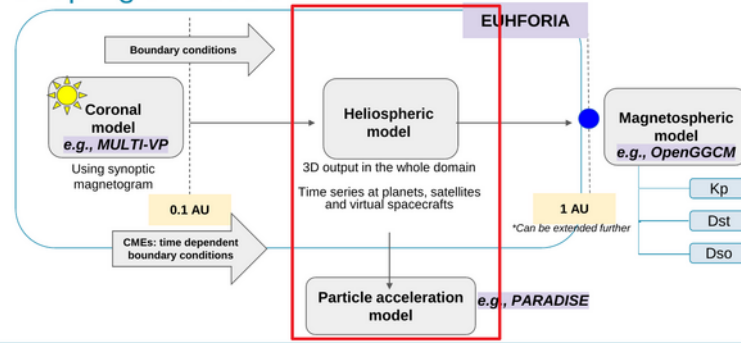 EUHFORIA
Boundary conditions
Coronal
model
e.g., MULTI-VP
Using synoptic
magnetogram
0.1 AU
CMEs: time dependent
boundary conditions
Heliospheric
model
3D output in the whole domain
Time series at planets, satellites
and virtual spacecrafts
Particle acceleration
model
e.g., PARADISE
1 AU
*Can be extended further
Magnetospheric
model
e.g., OpenGGCM
Kp
Dst
Dso